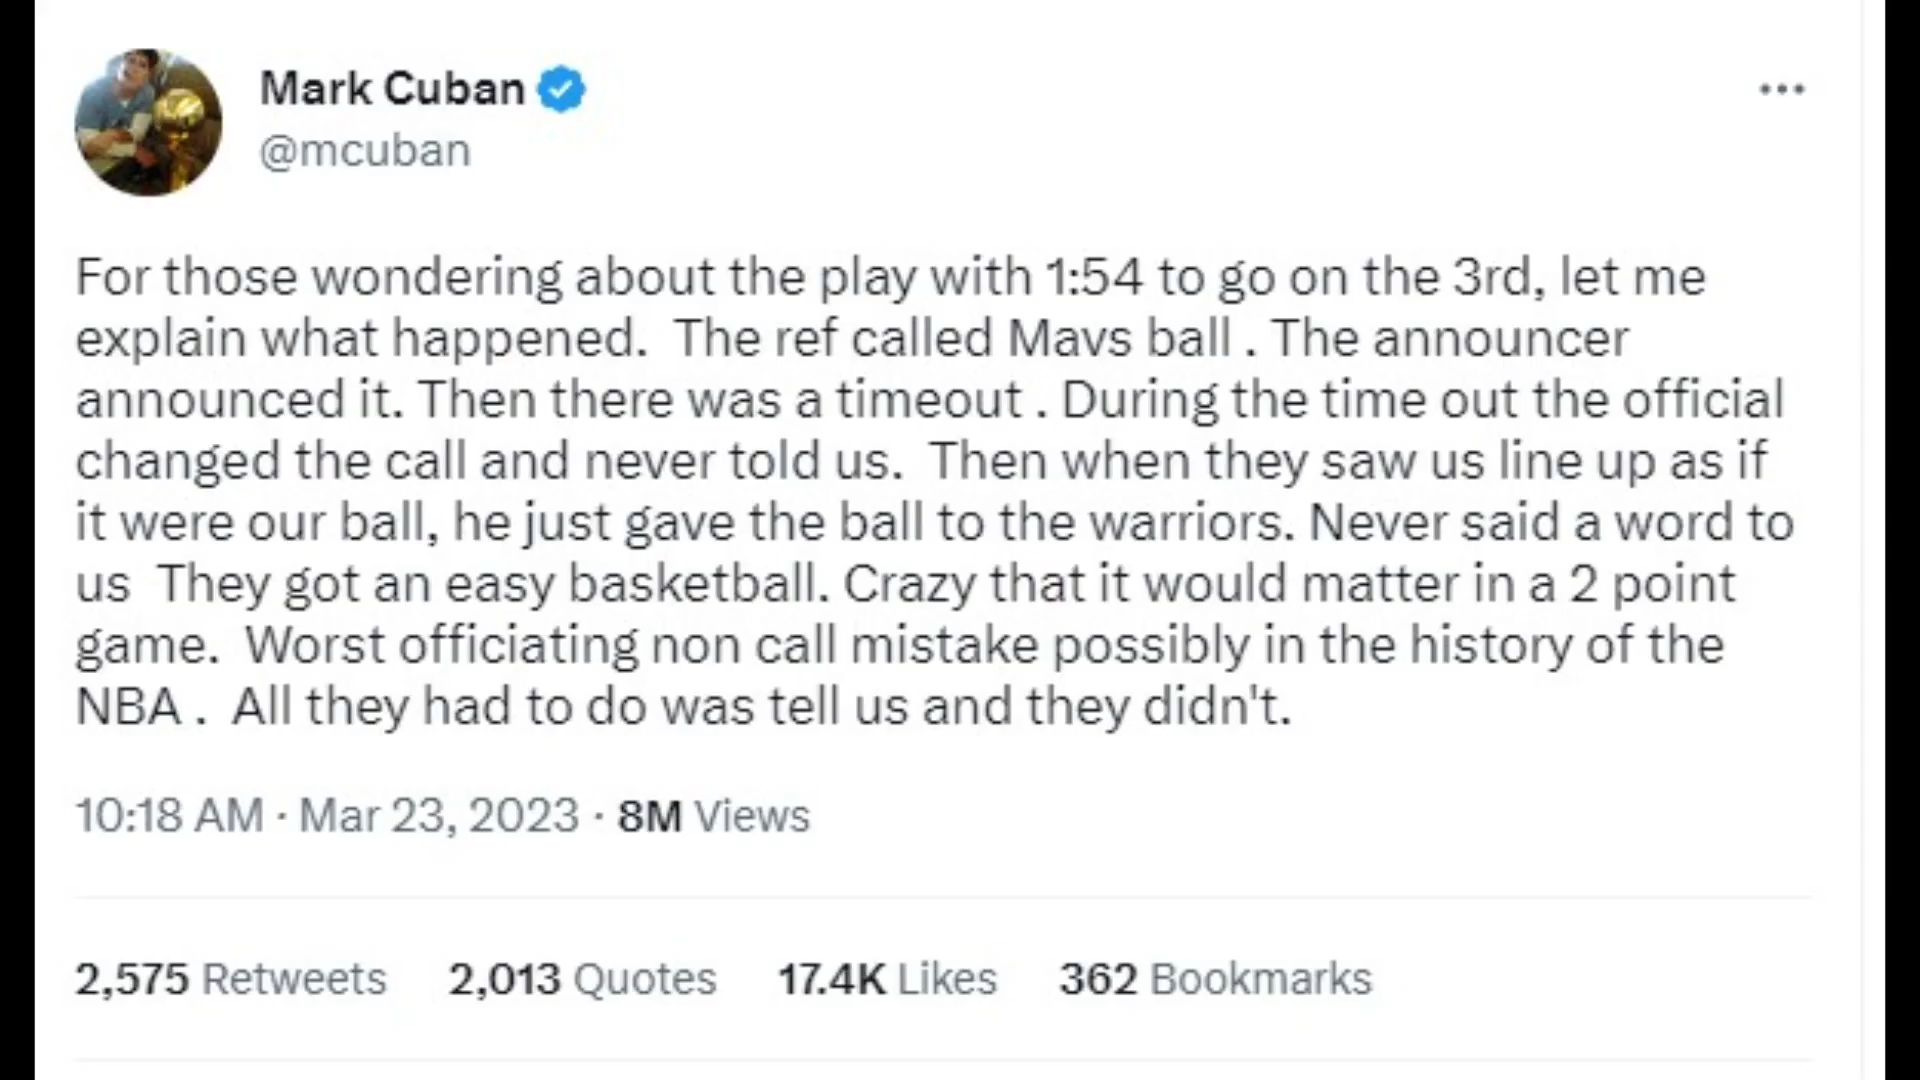 Mark Cuban
@mcuban
For those wondering about the play with 1:54 to go on the 3rd, let me
explain what happened.  The ref called Mavs ball . The announcer
announced it. Then there was a timeout . During the time out the official
changed the call and never told us.  Then when they saw us line up as if
it were our ball, he just gave the ball to the warriors. Never said a word to
us  They got an easy basketball. Crazy that it would matter in a 2 point
game.  Worst officiating non call mistake possibly in the history of the
NBA .  All they had to do was tell us and they didn't.
10:18 AM · Mar 23, 2023 · 8M Views
2,575 Retweets 2,013 Quotes 17.4K Likes 362 Bookmarks